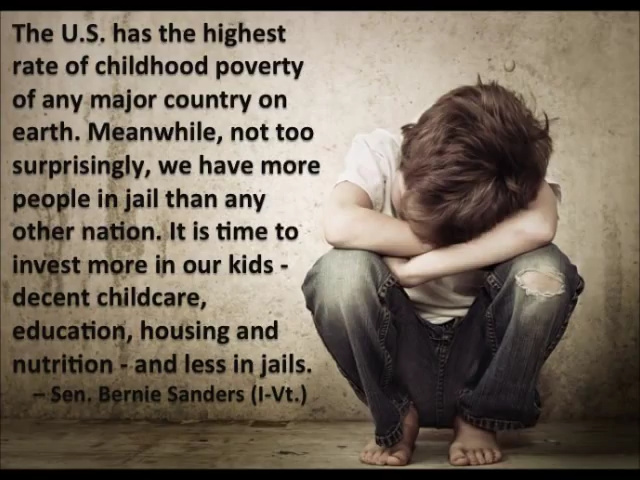 The U.S. has the highest
rate of childhood poverty
of any major country on
earth. Meanwhile, not too
surprisingly, we have more
people in jail than any
other nation. It is time to
invest more in our kids -
decent childcare,
education, housing and
nutrition - and less in jails.
– Sen. Bernie Sanders (I-Vt.)